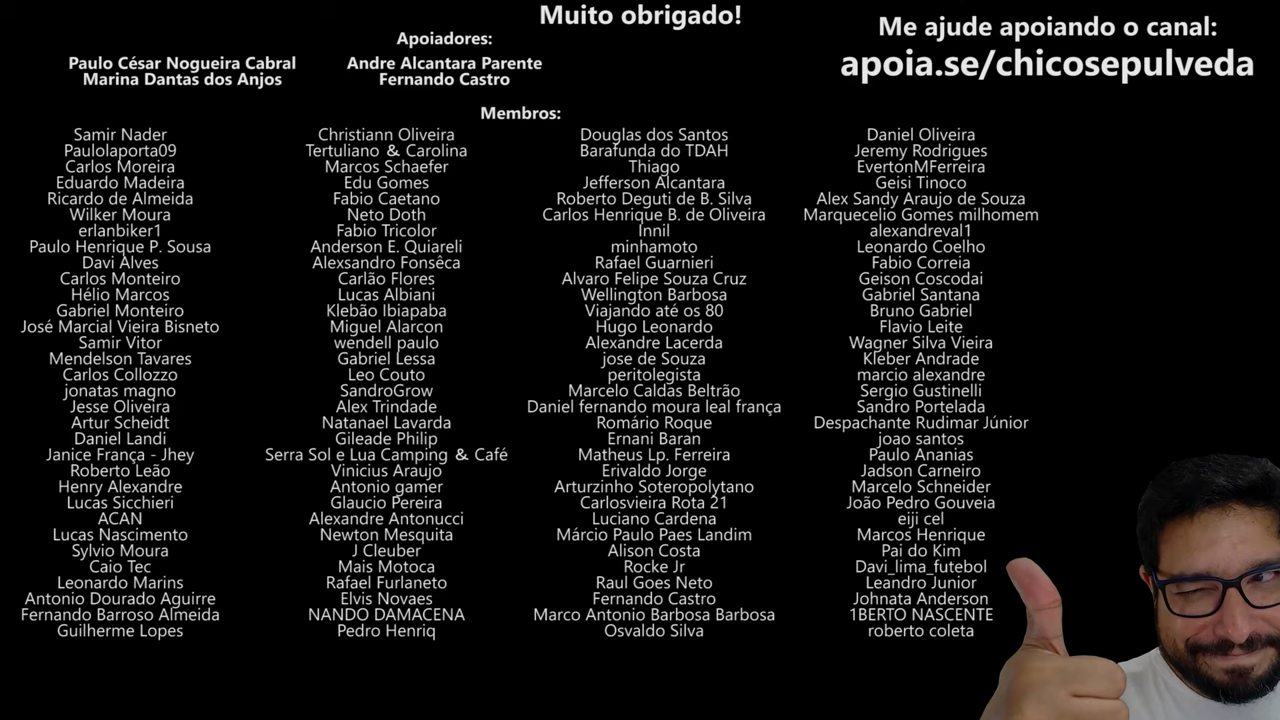 Muito obrigado!
Me ajude apoiando o canal:
apoia.se/chicosepulveda
Apoiadores:
Paulo César Nogueira Cabral
Marina Dantas dos Anjos
Andre Alcantara Parente
Fernando Castro
Membros:
Samir Nader
Paulolaporta09
Carlos Moreira
Eduardo Madeira
Ricardo de Almeida
Wilker Moura
erlanbiker1
Paulo Henrique P. Sousa
Davi Alves
Carlos Monteiro
Hélio Marcos
Gabriel Monteiro
José Marcial Vieira Bisneto
Samir Vitor
Mendelson Tavares
Carlos Collozzo
jonatas magno
Jesse Oliveira
Artur Scheidt
Daniel Landi
Janice França - Jhey
Roberto Leão
Henry Alexandre
Lucas Sicchieri
ACAN
Lucas Nascimento
Sylvio Moura
Caio Tec
Leonardo Marins
Antonio Dourado Aguirre
Fernando Barroso Almeida
Guilherme Lopes
Christiann Oliveira
Tertuliano & Carolina
Marcos Schaefer
Edu Gomes
Fabio Caetano
Neto Doth
Fabio Tricolor
Anderson E. Quiareli
Alexsandro Fonsêca
Carlão Flores
Lucas Albiani
Klebão Ibiapaba
Miguel Alarcon
wendell paulo
Gabriel Lessa
Leo Couto
SandroGrow
Alex Trindade
Natanael Lavarda
Gileade Philip
Serra Sol e Lua Camping & Café
Vinicius Araujo
Antonio gamer
Glaucio Pereira
Alexandre Antonucci
Newton Mesquita
J Cleuber
Mais Motoca
Rafael Furlaneto
Elvis Novaes
NANDO DAMACENA
Pedro Henriq
Douglas dos Santos
Barafunda do TDAH
Thiago
Jefferson Alcantara
Roberto Deguti de B. Silva
Carlos Henrique B. de Oliveira
Innil
minhamoto
Rafael Guarnieri
Alvaro Felipe Souza Cruz
Wellington Barbosa
Viajando até os 80
Hugo Leonardo
Alexandre Lacerda
jose de Souza
peritolegista
Marcelo Caldas Beltrão
Daniel fernando moura leal frança
Romário Roque
Ernani Baran
Matheus Lp. Ferreira
Erivaldo Jorge
Arturzinho Soteropolytano
Carlosvieira Rota 21
Luciano Cardena
Márcio Paulo Paes Landim
Alison Costa
Rocke Jr
Raul Goes Neto
Fernando Castro
Marco Antonio Barbosa Barbosa
Osvaldo Silva
Daniel Oliveira
Jeremy Rodrigues
EvertonMFerreira
Geisi Tinoco
Alex Sandy Araujo de Souza
Marquecelio Gomes milhomem
alexandreval1
Leonardo Coelho
Fabio Correia
Geison Coscodai
Gabriel Santana
Bruno Gabriel
Flavio Leite
Wagner Silva Vieira
Kleber Andrade
marcio alexandre
Sergio Gustinelli
Sandro Portelada
Despachante Rudimar Júnior
joao santos
Paulo Ananias
Jadson Carneiro
Marcelo Schneider
João Pedro Gouveia
eiji cel
Marcos Henrique
Pai do Kim
Davi_lima_futebol
Leandro Junior
Johnata Anderson
1BERTO NASCENTE
roberto coleta